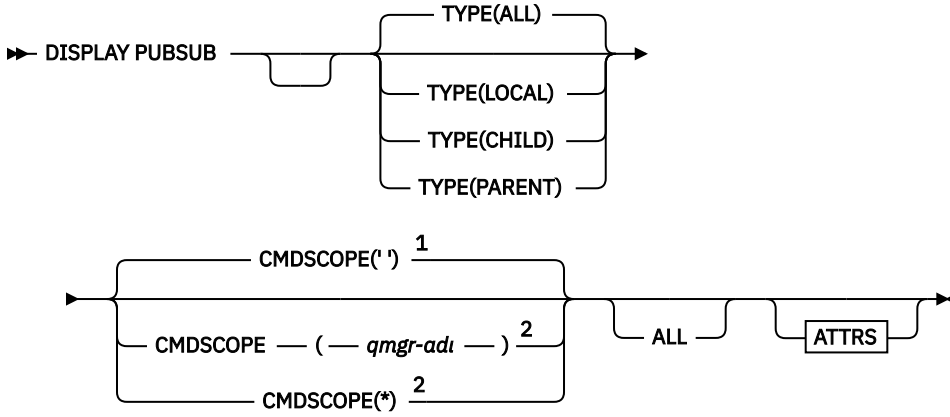 TYPE(ALL)
DISPLAY PUBSUB
TYPE(LOCAL)
TYPE(CHILD)
TYPE(PARENT)
CMDSCOPE(' ') 1
CMDSCOPE ( qmgr-adı ) 2
ALL
ATTRS
CMDSCOPE(*) 2